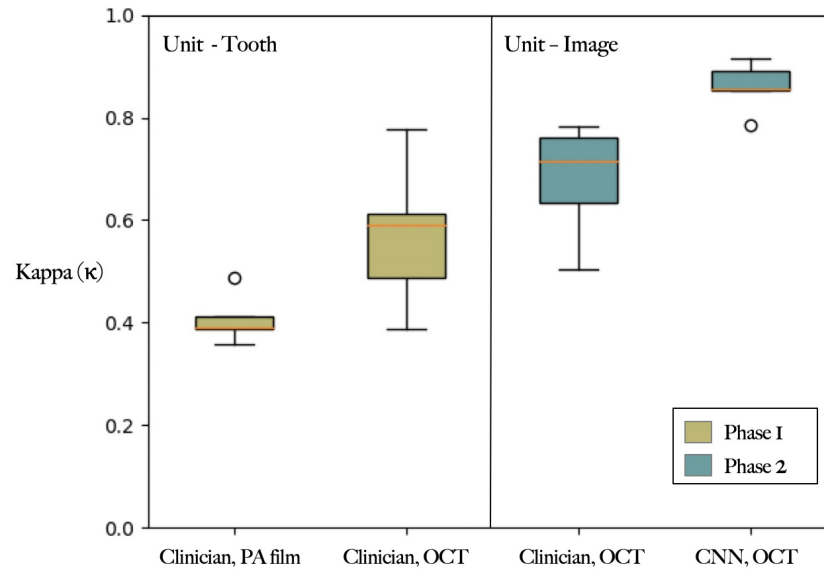 Unit - Tooth
Unit – Image
1.0
0.8
0.6
Kappa (κ)
0.4
0.2
0.0
Phase 1
Phase 2
Clinician, PA film
Clinician, OCT
Clinician, OCT
CNN, OCT